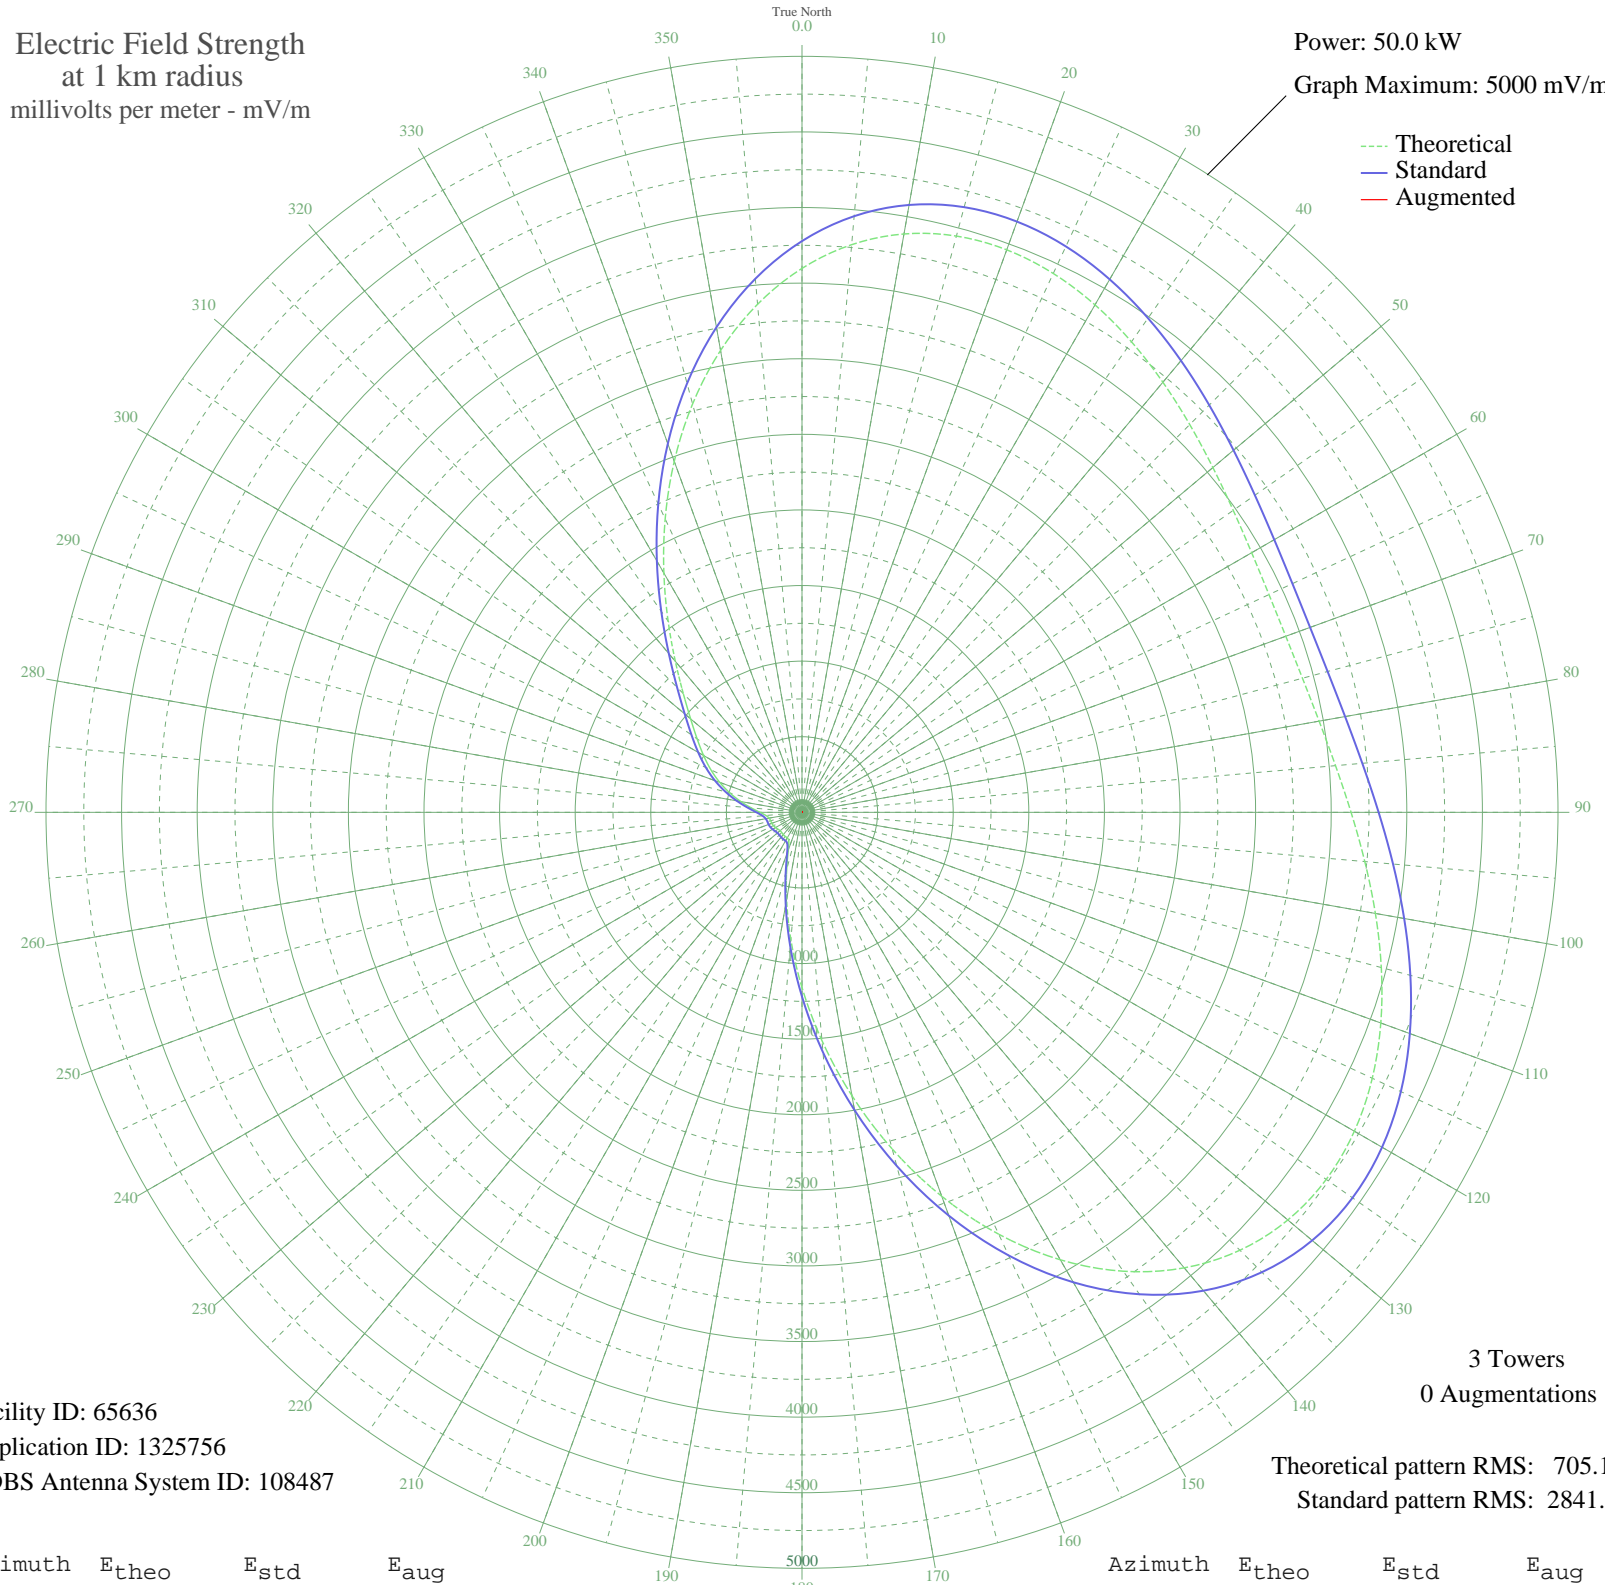 True North
0.0
Electric Field Strength
at 1 km radius
millivolts per meter - mV/m
Power: 50.0 kW
Graph Maximum: 5000 mV/m
Theoretical
Standard
Augmented
10
20
30
40
50
60
70
80
90
100
110
120
130
140
150
160
170
190
200
210
220
230
240
250
260
270
280
290
300
310
320
330
340
350
1000
1500
2000
2500
3000
3500
4000
4500
5000
3 Towers
0 Augmentations
cility ID: 65636
plication ID: 1325756
DBS Antenna System ID: 108487
Theoretical pattern RMS: 705.1
Standard pattern RMS: 2841.
imuth Etheo Estd Eaug
Azimuth Etheo Estd Eaug